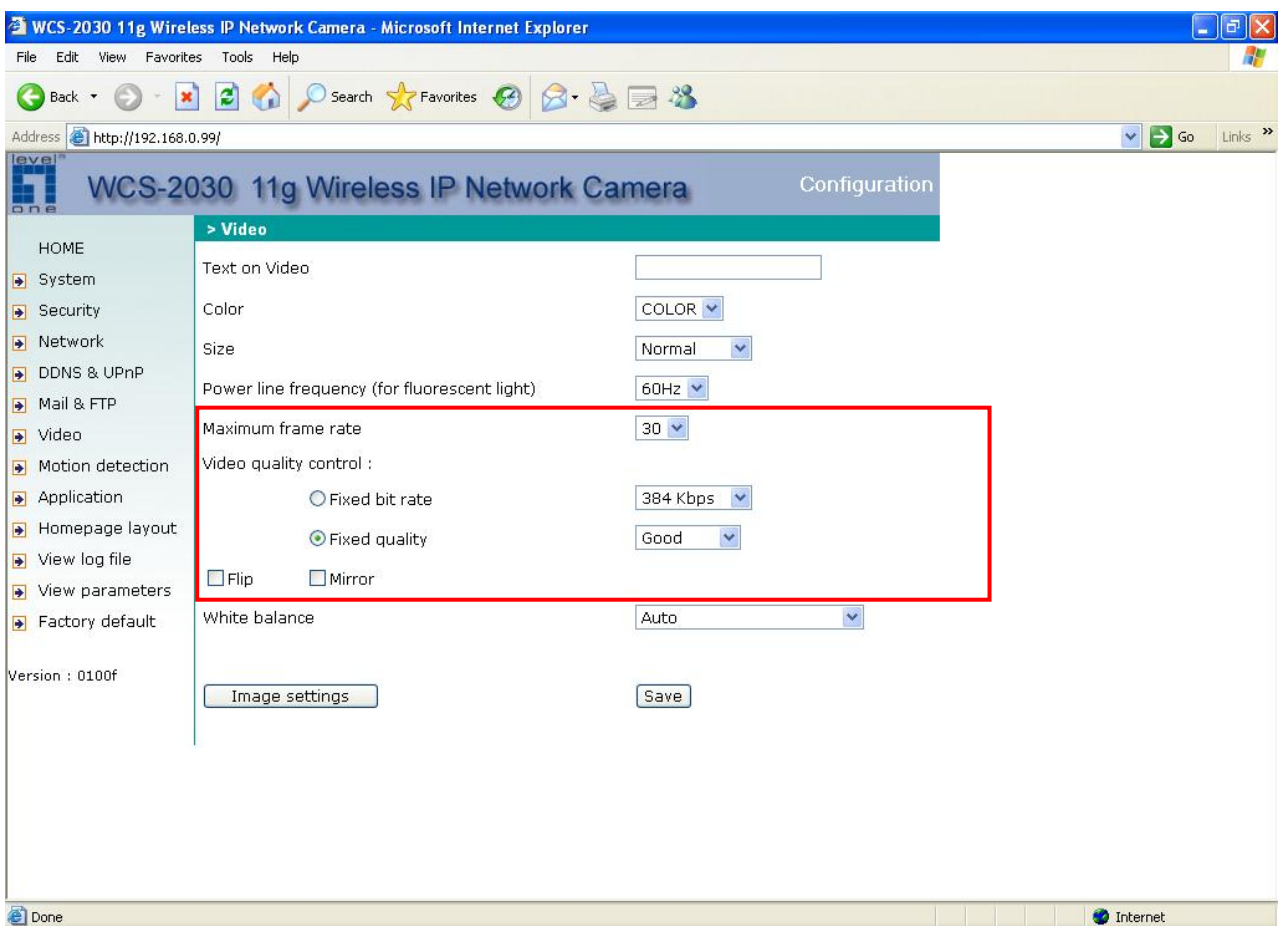 WCS-2030 11g Wireless IP Network Camera - Microsoft Internet Explorer
File Edit View Favorites Tools Help
Back Search Favorites
Address http://192.168.0.99/ Go Links »
level™ one
WCS-2030 11g Wireless IP Network Camera Configuration
HOME
System
Security
Network
DDNS & UPnP
Mail & FTP
Video
Motion detection
Application
Homepage layout
View log file
View parameters
Factory default
Version : 0100f
> Video
Text on Video
Color COLOR
Size Normal
Power line frequency (for fluorescent light) 60Hz
Maximum frame rate 30
Video quality control :
Fixed bit rate 384 Kbps
Fixed quality Good
Flip Mirror
White balance Auto
Image settings Save
Done Internet